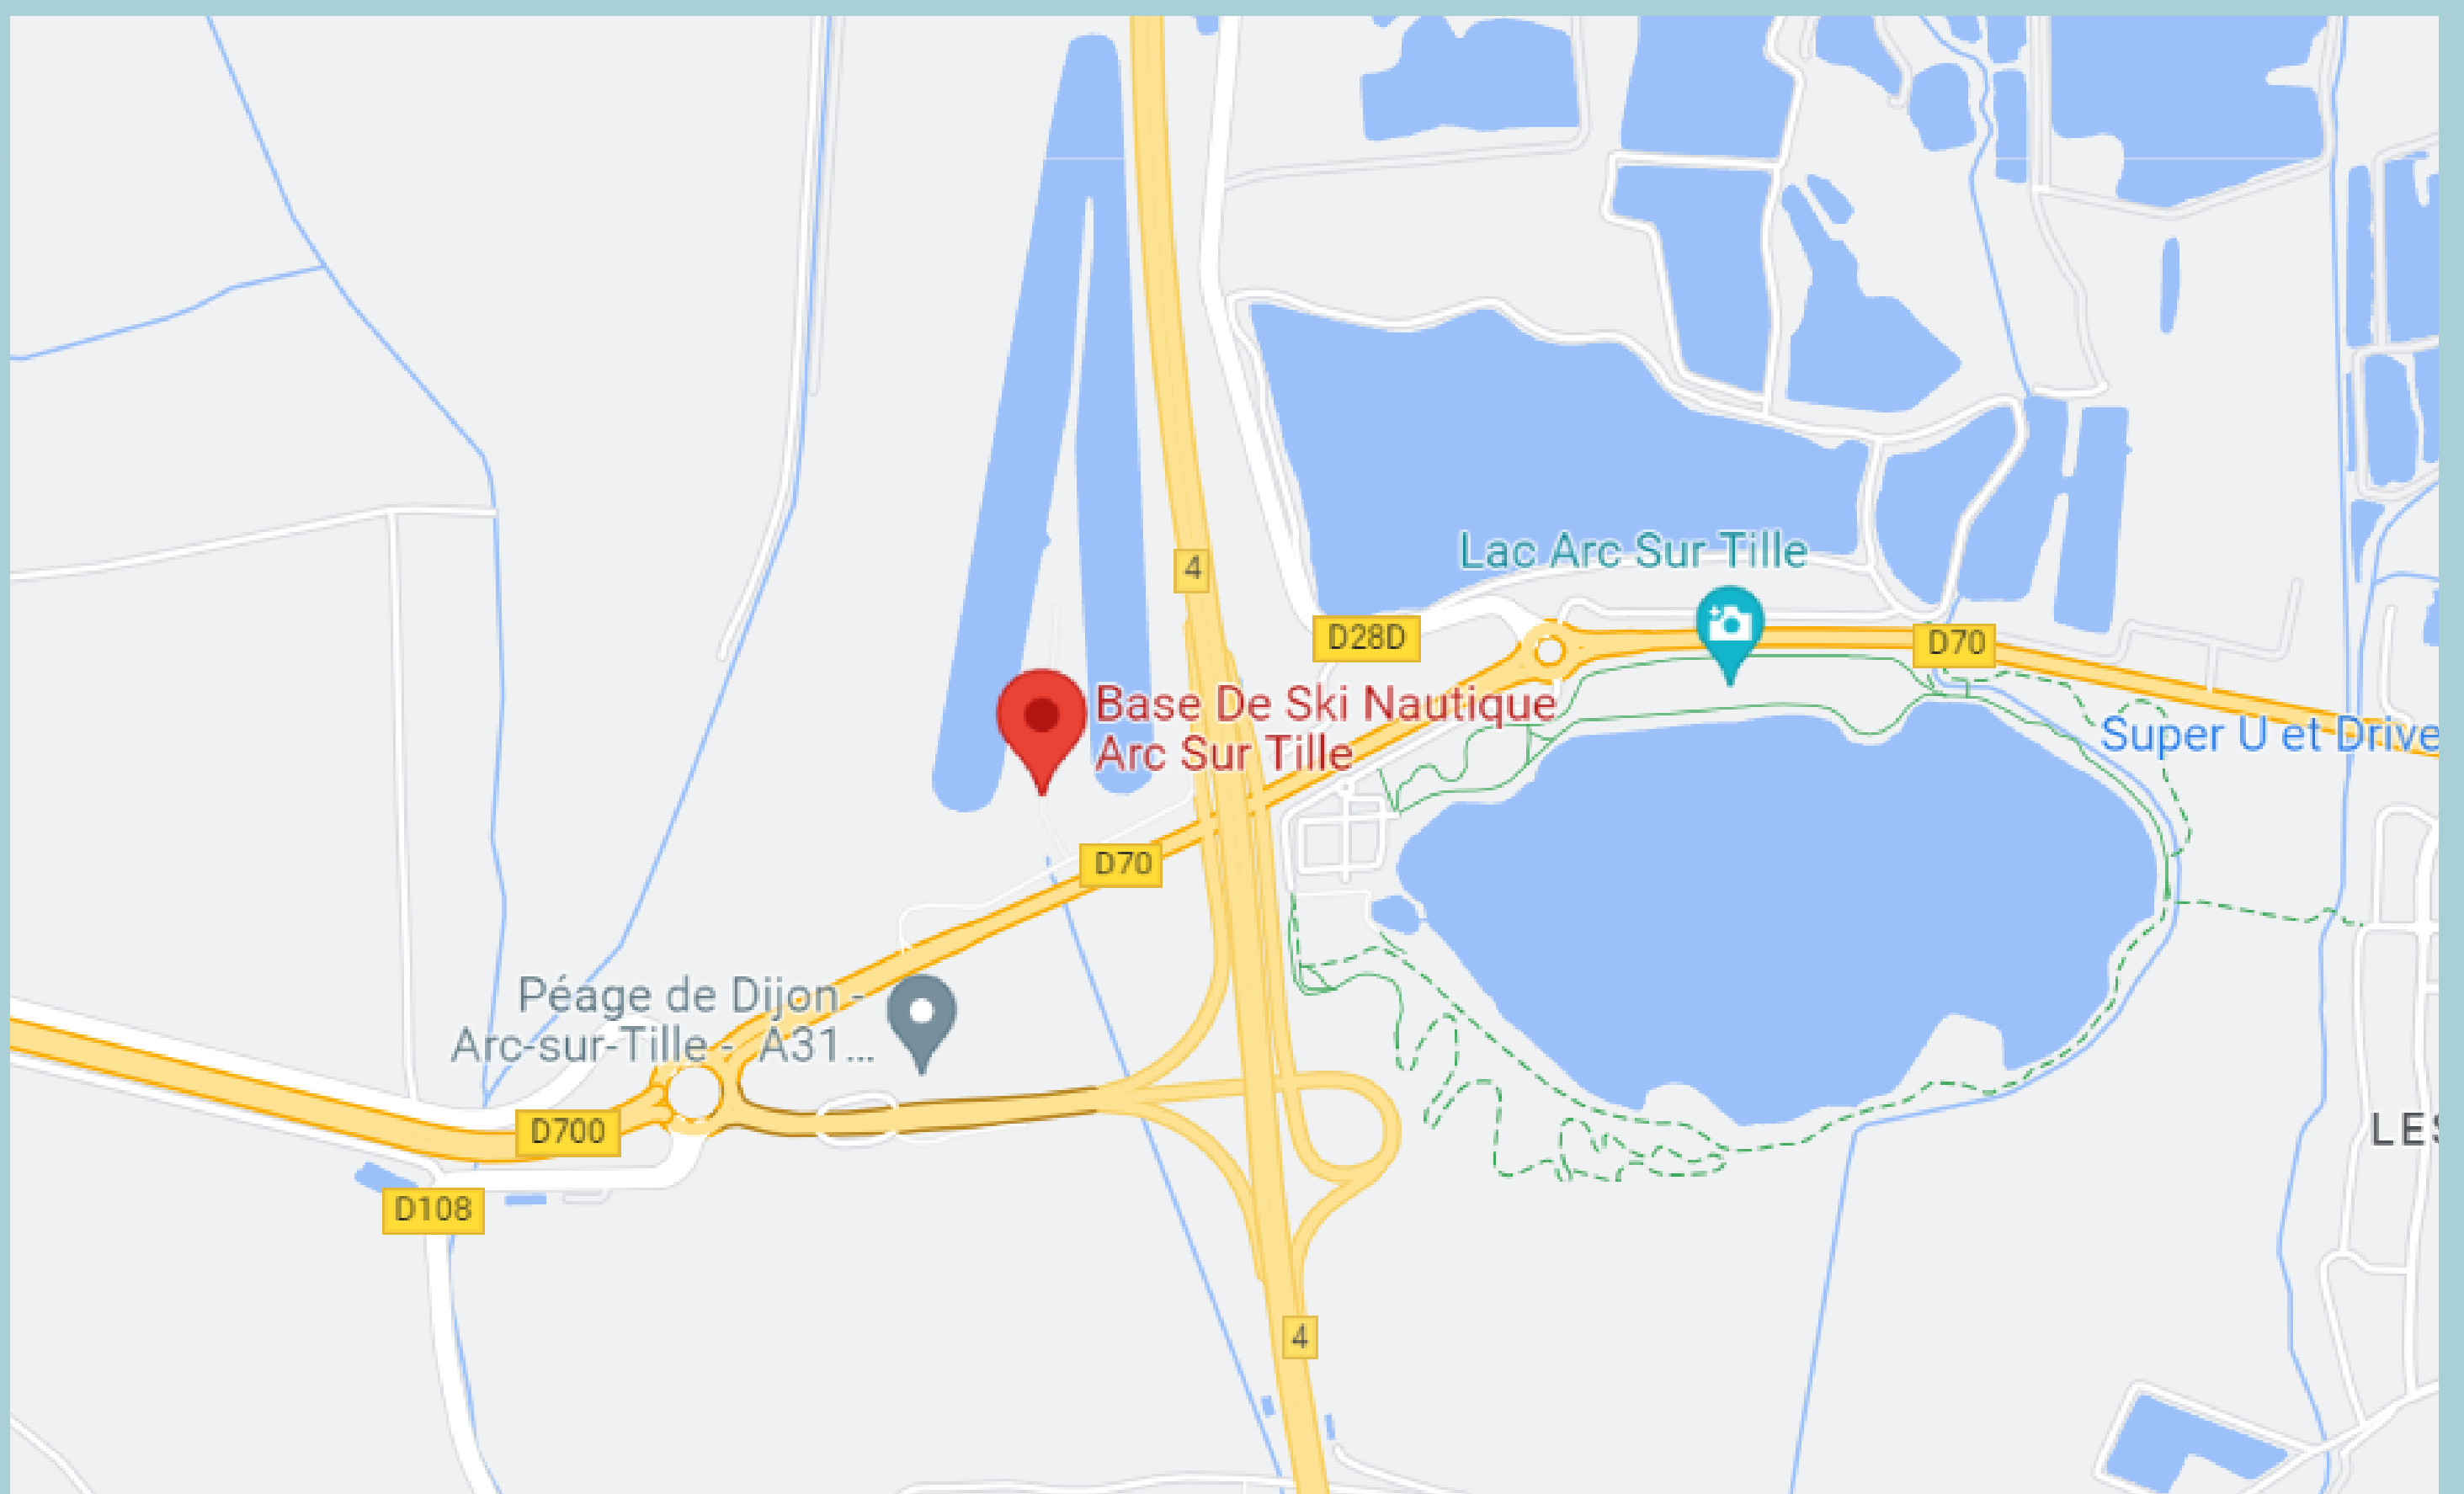 4
Lac Arc Sur Tille
D28D
D70
Base De Ski Nautique
Arc Sur Tille
Super U et Drive
D70
Péage de Dijon -
Arc-sur-Tille - A31...
D700
LES
D108
4